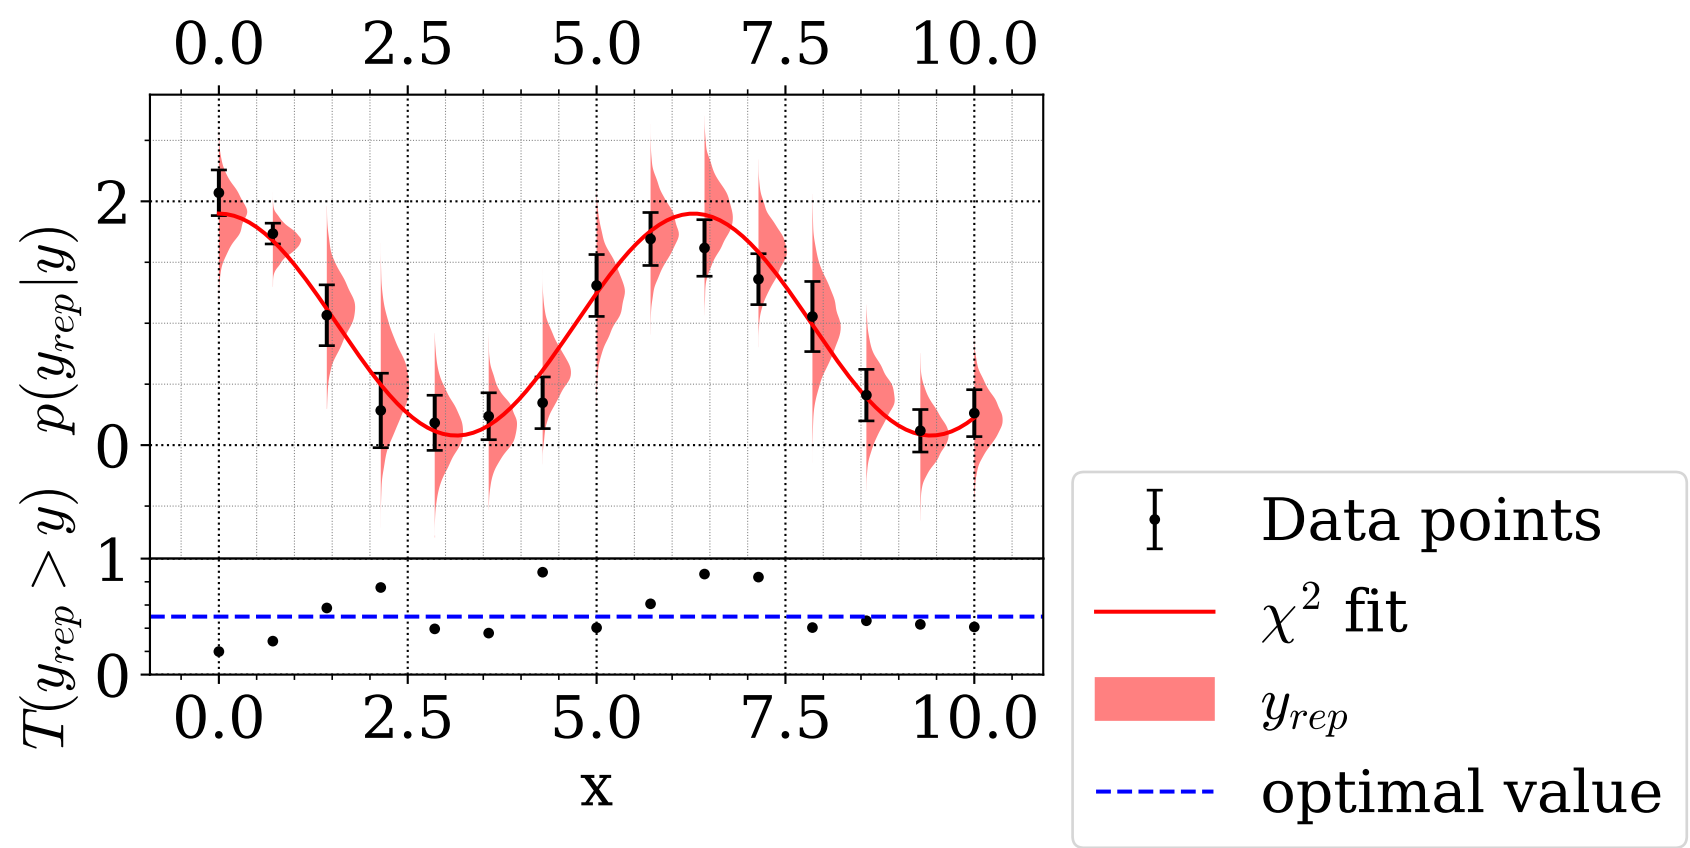 0.0 2.5 5.0 7.5 10.0
p(y_rep|y)
2
0
T(y_rep > y)
1
0
0.0 2.5 5.0 7.5 10.0
x
Data points
χ² fit
y_rep
optimal value